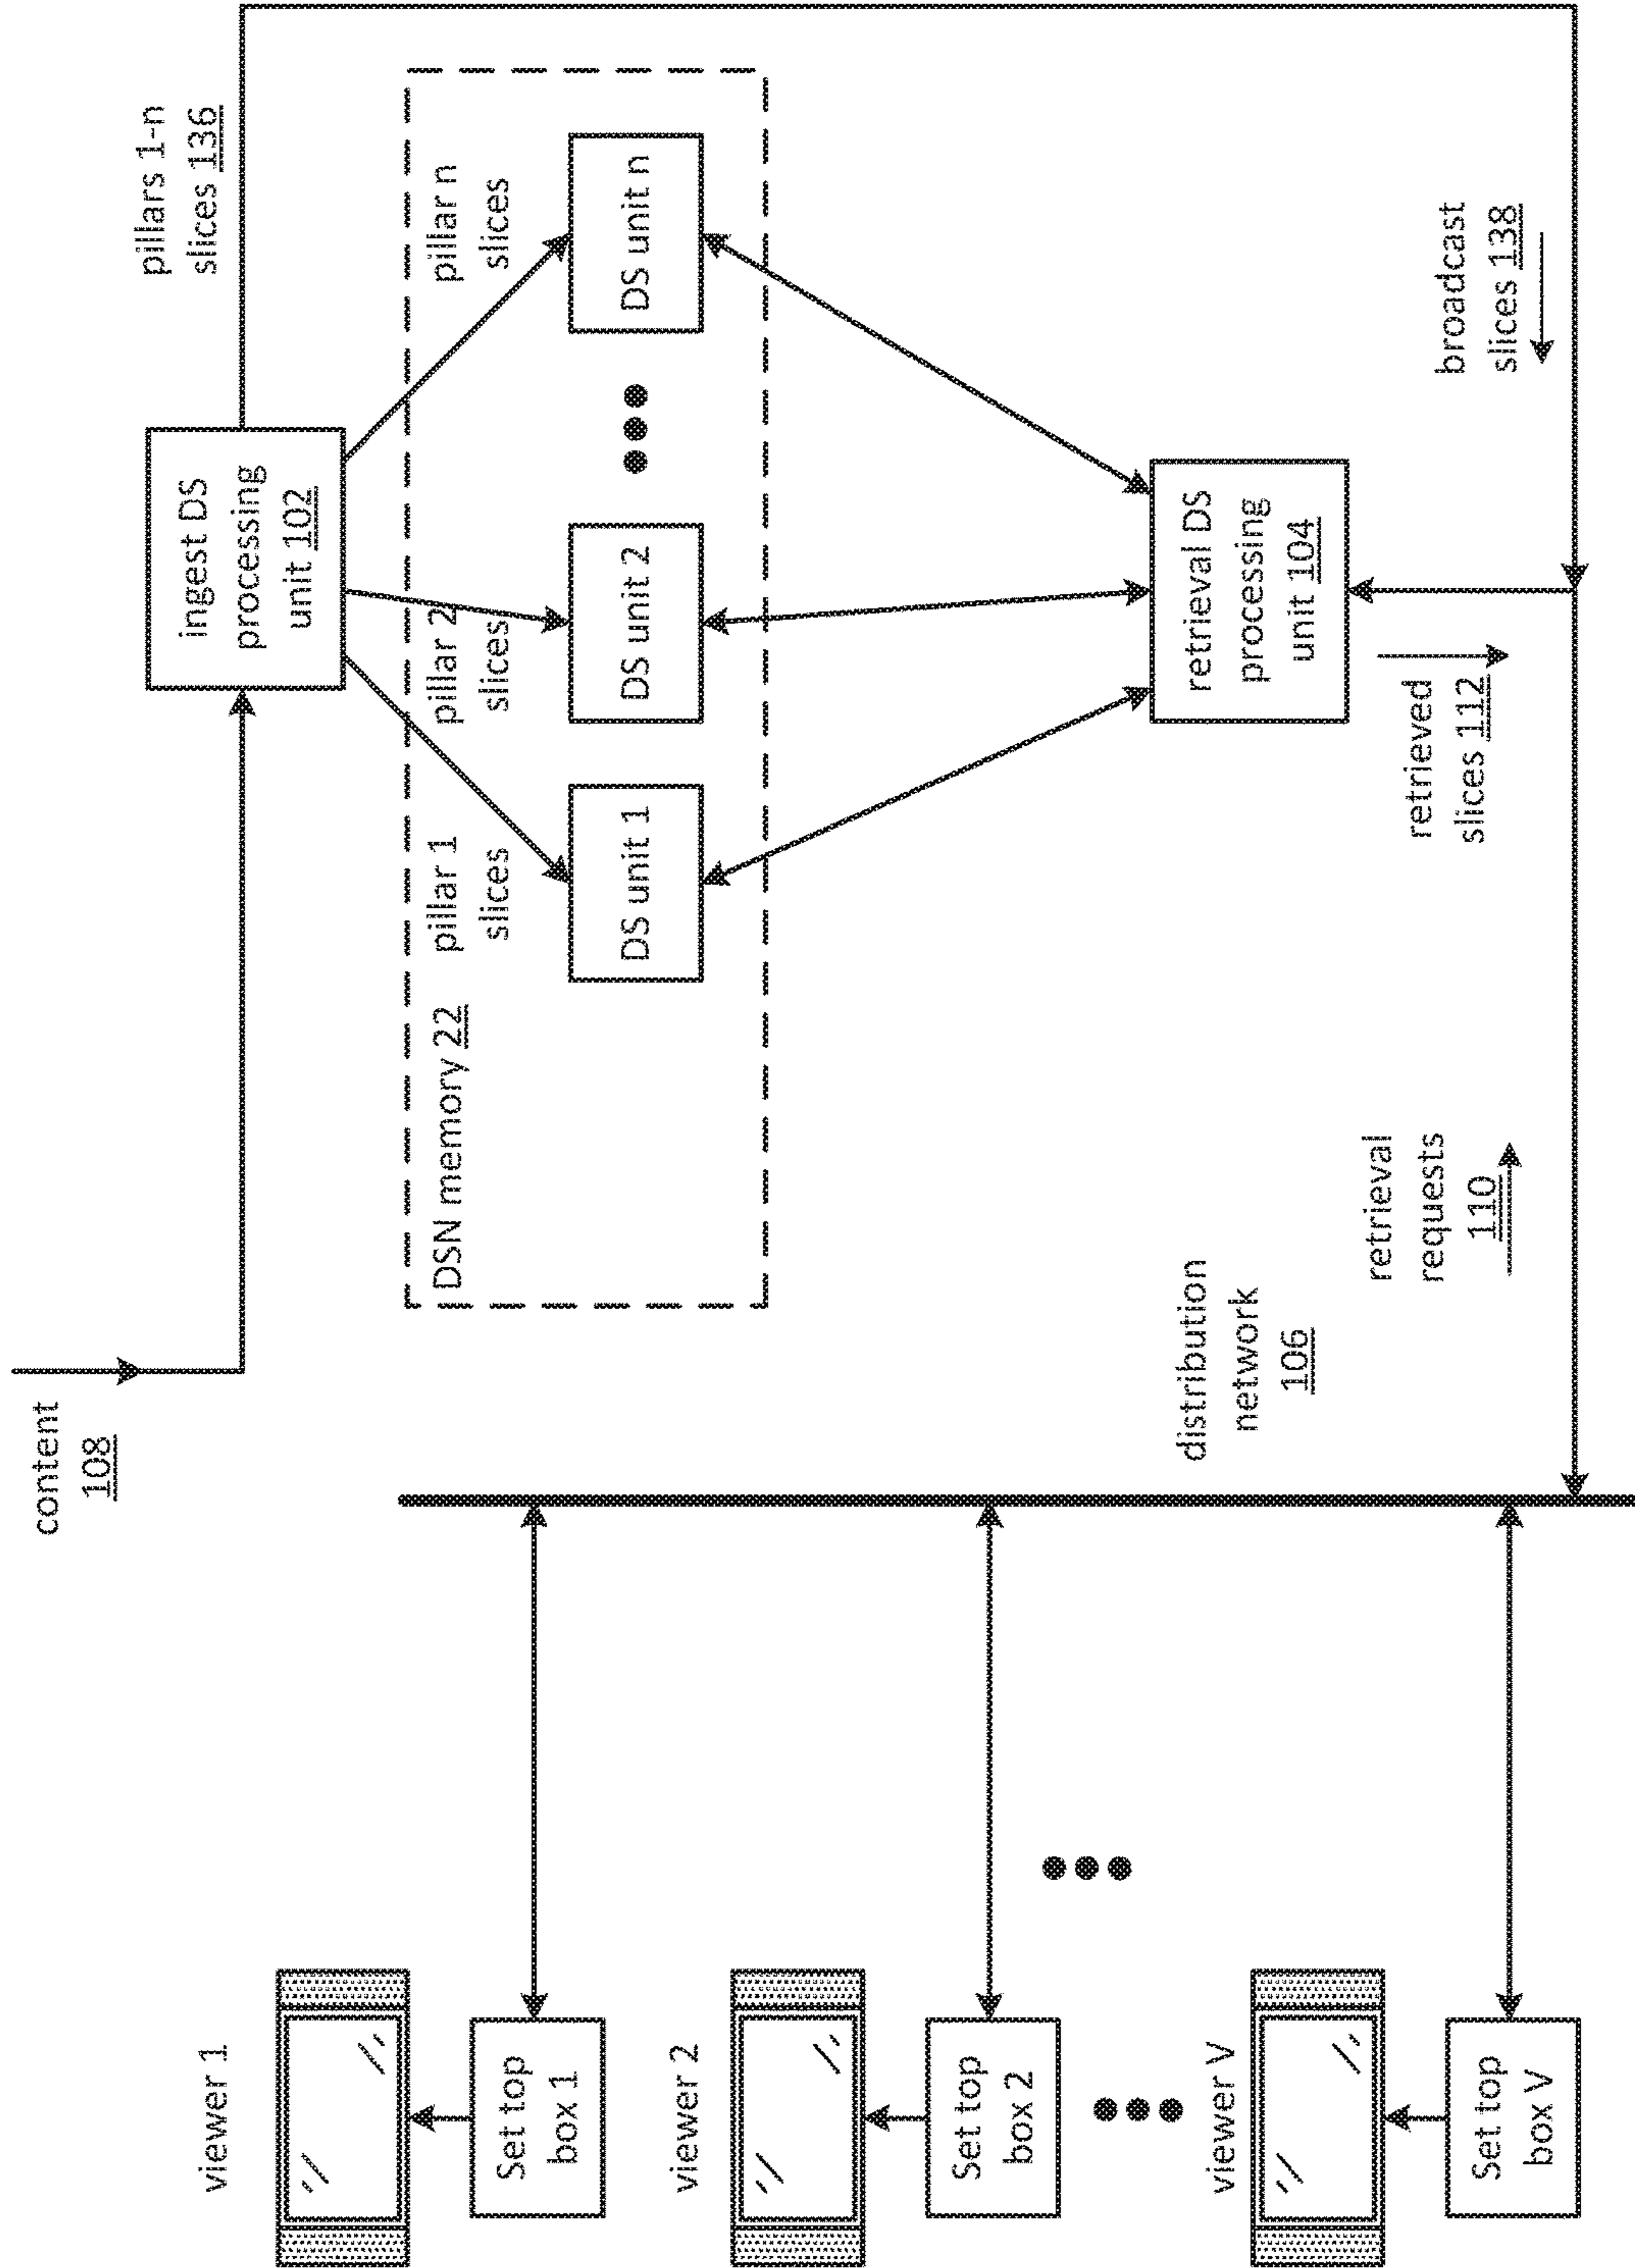 content
108
ingest DS
processing
unit 102
pillars 1-n
slices 136
DSN memory 22
pillar 1
slices
pillar 2
slices
pillar n
slices
DS unit 1
DS unit 2
DS unit n
viewer 1
Set top
box 1
viewer 2
Set top
box 2
viewer V
Set top
box V
distribution
network
106
retrieval DS
processing
unit 104
retrieval
requests
110
retrieved
slices 112
broadcast
slices 138